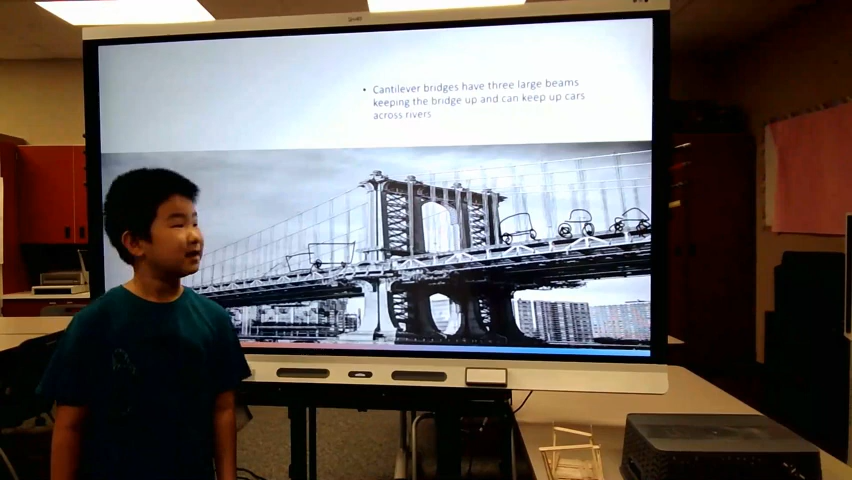 • Cantilever bridges have three large beams
keeping the bridge up and can keep up cars
across rivers